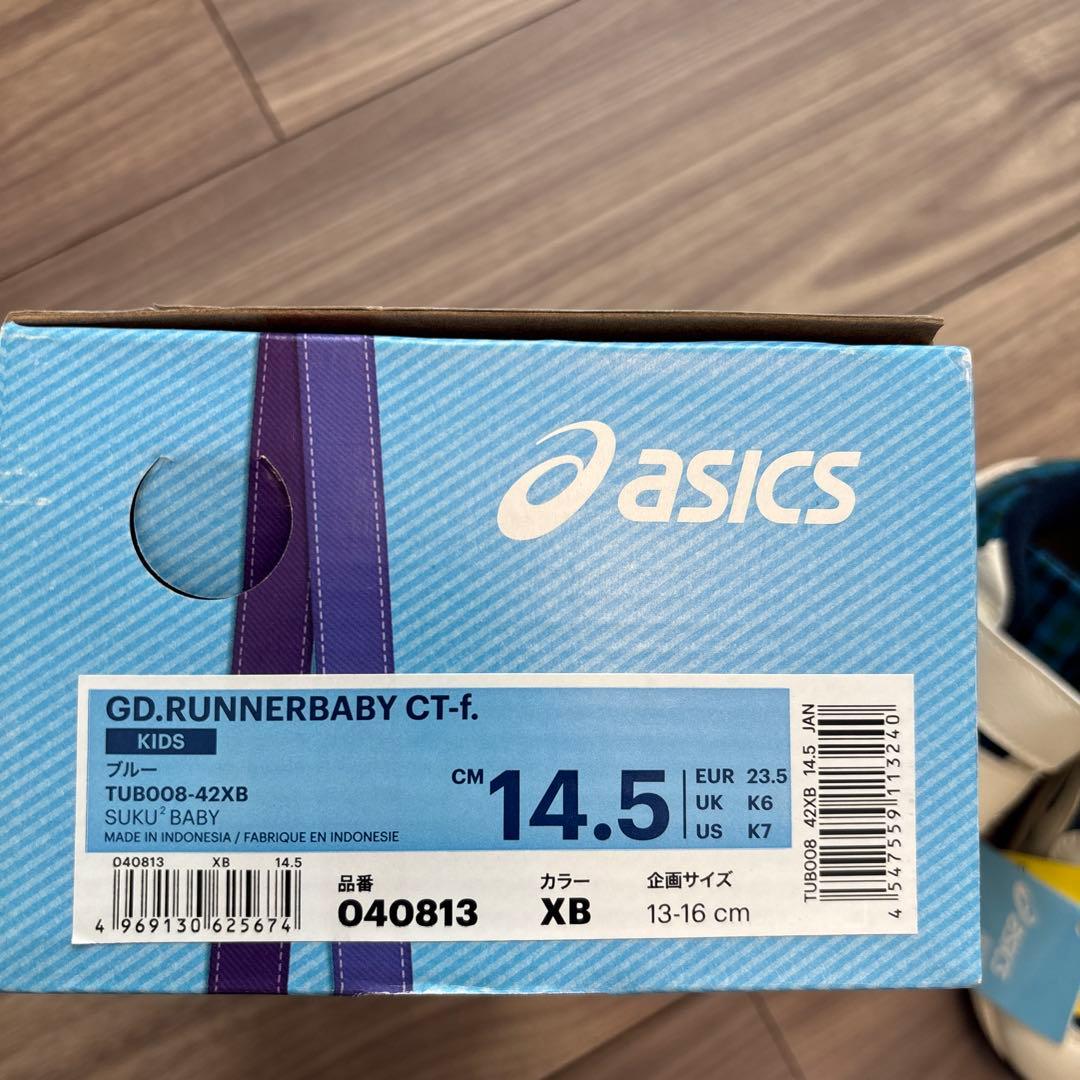 asics
GD.RUNNERBABY CT-f.
KIDS
ブルー
TUB008-42XB
SUKU² BABY
MADE IN INDONESIA / FABRIQUE EN INDONESIE
CM 14.5
EUR 23.5
UK K6
US K7
TUB008 42XB 14.5 JAN
4 547559 113240
040813 XB 14.5
4 969130 625674
品番
040813
カラー
XB
企画サイズ
13-16 cm
asics